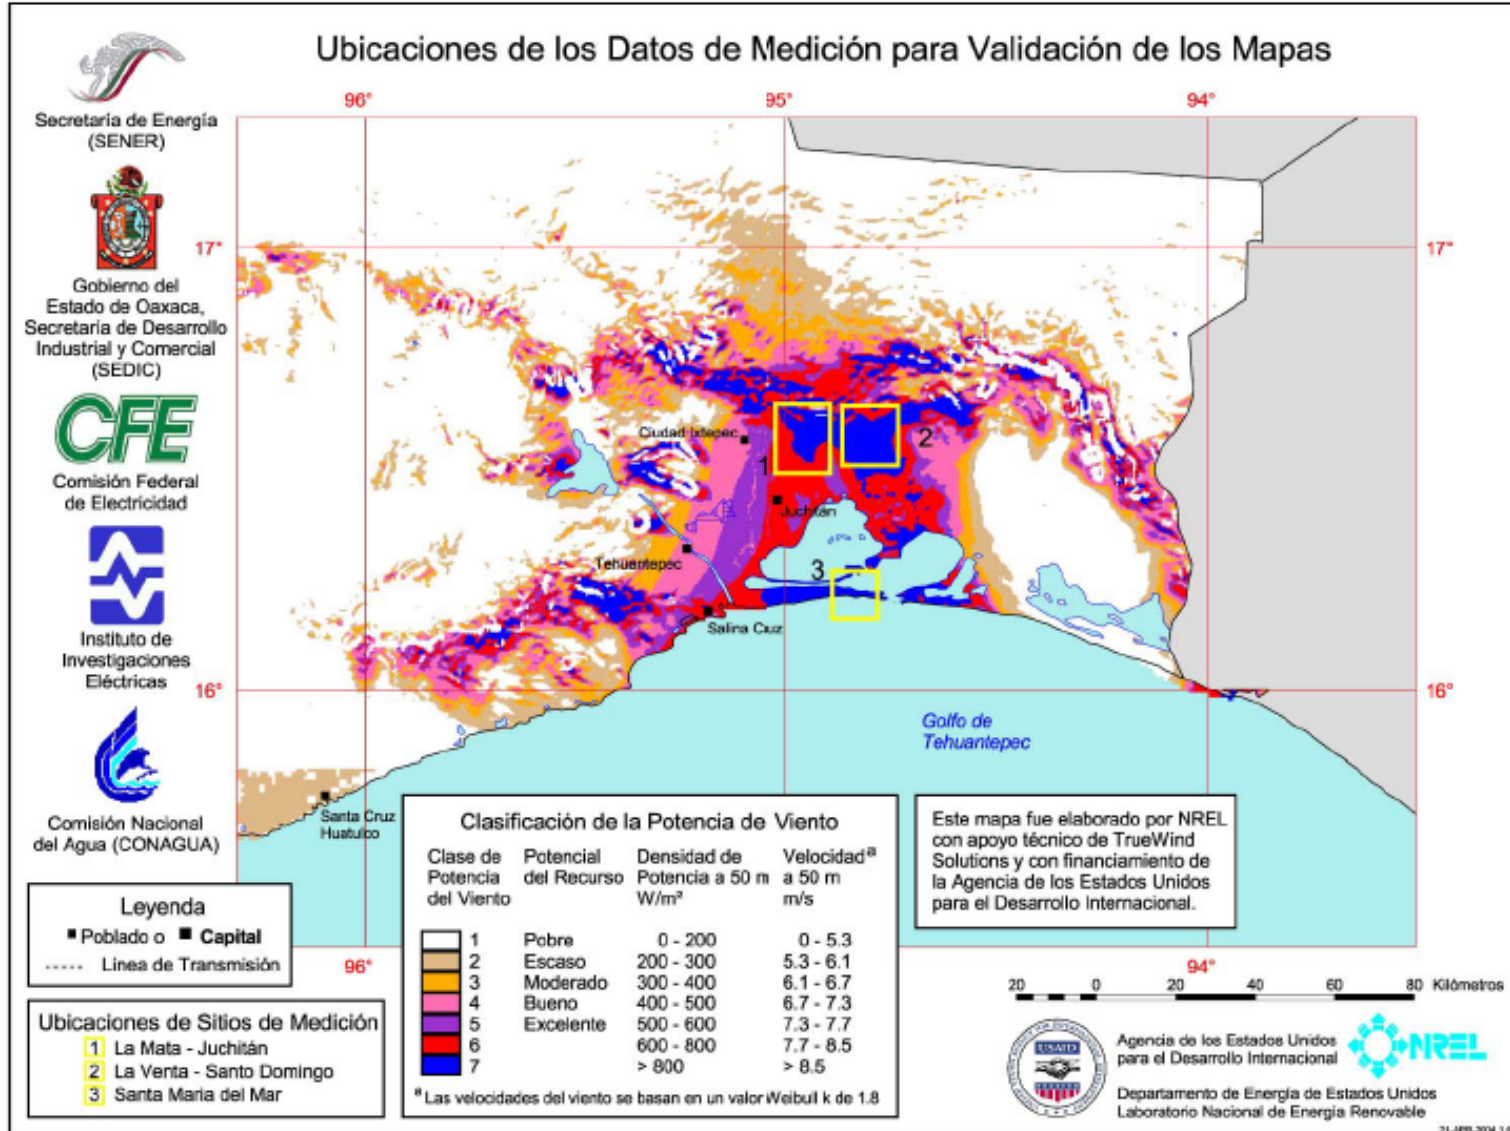 Ubicaciones de los Datos de Medición para Validación de los Mapas
Secretaría de Energía
(SENER)
Gobierno del
Estado de Oaxaca,
Secretaría de Desarrollo
Industrial y Comercial
(SEDIC)
CFE
Comisión Federal
de Electricidad
Instituto de
Investigaciones
Eléctricas
Comisión Nacional
del Agua (CONAGUA)
96°
95°
94°
17°
17°
Ciudad Ixtepec
1
2
Juchitán
Tehuantepec
3
Salina Cruz
16°
16°
Golfo de
Tehuantepec
Santa Cruz
Huatulco
96°
94°
Leyenda
Poblado o Capital
Linea de Transmisión
Ubicaciones de Sitios de Medición
1 La Mata - Juchitán
2 La Venta - Santo Domingo
3 Santa Maria del Mar
Clasificación de la Potencia de Viento
Clase de Potencia del Viento
Potencial del Recurso
Densidad de Potencia a 50 m W/m²
Velocidad a a 50 m m/s
1 Pobre 0 - 200 0 - 5.3
2 Escaso 200 - 300 5.3 - 6.1
3 Moderado 300 - 400 6.1 - 6.7
4 Bueno 400 - 500 6.7 - 7.3
5 Excelente 500 - 600 7.3 - 7.7
6 600 - 800 7.7 - 8.5
7 > 800 > 8.5
a Las velocidades del viento se basan en un valor Weibull k de 1.8
Este mapa fue elaborado por NREL
con apoyo técnico de TrueWind
Solutions y con financiamiento de
la Agencia de los Estados Unidos
para el Desarrollo Internacional.
20 0 20 40 60 80 Kilómetros
USAID
Agencia de los Estados Unidos
para el Desarrollo Internacional
NREL
Departamento de Energía de Estados Unidos
Laboratorio Nacional de Energía Renovable